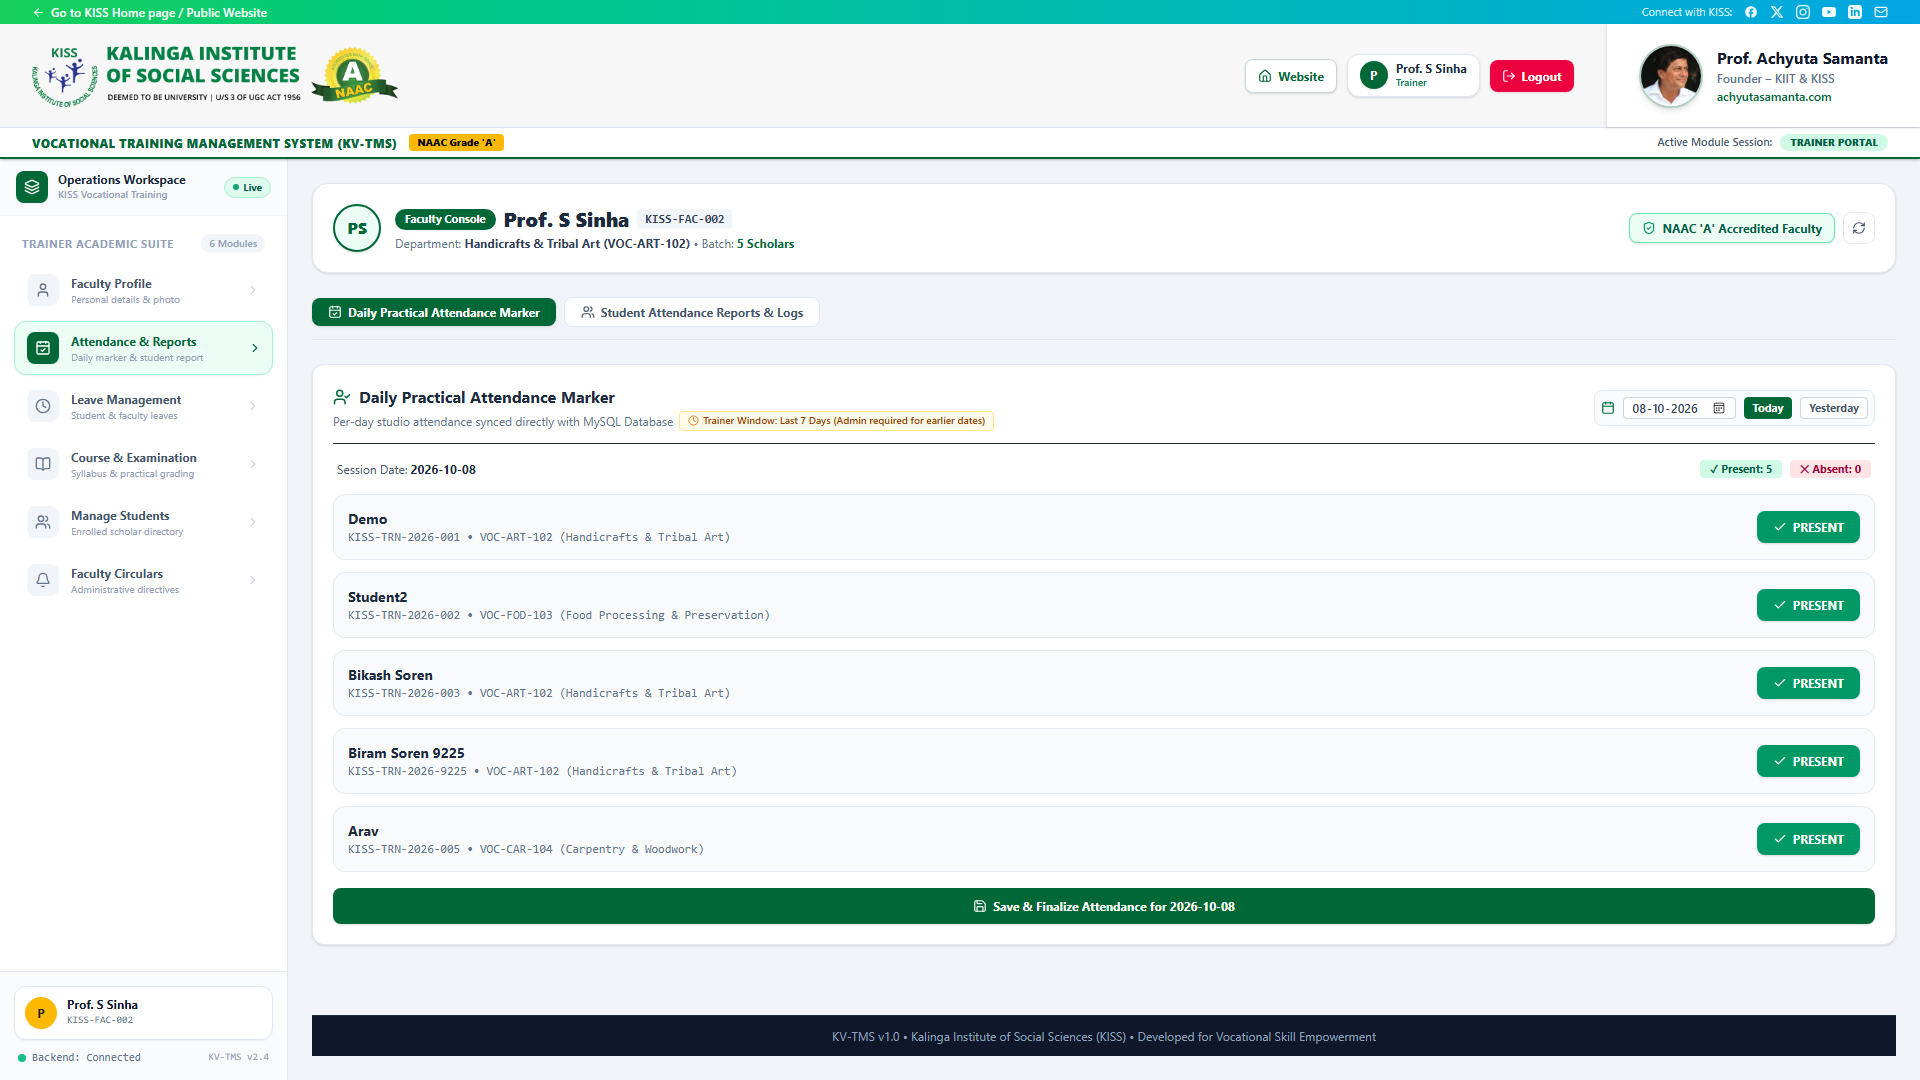 Go to KISS Home page / Public Website
Connect with KISS:
KISS
KALINGA INSTITUTE OF SOCIAL SCIENCES
KALINGA INSTITUTE
OF SOCIAL SCIENCES
DEEMED TO BE UNIVERSITY | U/S 3 OF UGC ACT 1956
A
NAAC
Website
P
Prof. S Sinha
Trainer
Logout
Prof. Achyuta Samanta
Founder – KIIT & KISS
achyutasamanta.com
VOCATIONAL TRAINING MANAGEMENT SYSTEM (KV-TMS)
NAAC Grade 'A'
Active Module Session:
TRAINER PORTAL
Operations Workspace
KISS Vocational Training
Live
TRAINER ACADEMIC SUITE
6 Modules
Faculty Profile
Personal details & photo
Attendance & Reports
Daily marker & student report
Leave Management
Student & faculty leaves
Course & Examination
Syllabus & practical grading
Manage Students
Enrolled scholar directory
Faculty Circulars
Administrative directives
P
Prof. S Sinha
KISS-FAC-002
Backend: Connected
KV-TMS v2.4
PS
Faculty Console
Prof. S Sinha
KISS-FAC-002
Department: Handicrafts & Tribal Art (VOC-ART-102) • Batch: 5 Scholars
NAAC 'A' Accredited Faculty
Daily Practical Attendance Marker
Student Attendance Reports & Logs
Daily Practical Attendance Marker
Per-day studio attendance synced directly with MySQL Database
Trainer Window: Last 7 Days (Admin required for earlier dates)
08-10-2026
Today
Yesterday
Session Date: 2026-10-08
✓ Present: 5
✕ Absent: 0
Demo
KISS-TRN-2026-001 • VOC-ART-102 (Handicrafts & Tribal Art)
PRESENT
Student2
KISS-TRN-2026-002 • VOC-FOD-103 (Food Processing & Preservation)
PRESENT
Bikash Soren
KISS-TRN-2026-003 • VOC-ART-102 (Handicrafts & Tribal Art)
PRESENT
Biram Soren 9225
KISS-TRN-2026-9225 • VOC-ART-102 (Handicrafts & Tribal Art)
PRESENT
Arav
KISS-TRN-2026-005 • VOC-CAR-104 (Carpentry & Woodwork)
PRESENT
Save & Finalize Attendance for 2026-10-08
KV-TMS v1.0 • Kalinga Institute of Social Sciences (KISS) • Developed for Vocational Skill Empowerment